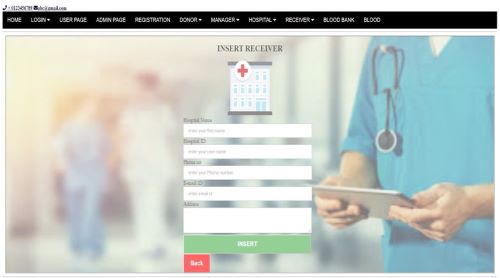 + 0123456789 abc@gmail.com
HOME LOGIN USER PAGE ADMIN PAGE REGISTRATION DONOR MANAGER HOSPITAL RECEIVER BLOOD BANK BLOOD
INSERT RECEIVER
Hospital Name
enter your first name
Hospital ID
enter your user name
Phone no
enter your Phone number
E-mail ID
enter email id
Address
INSERT
Back